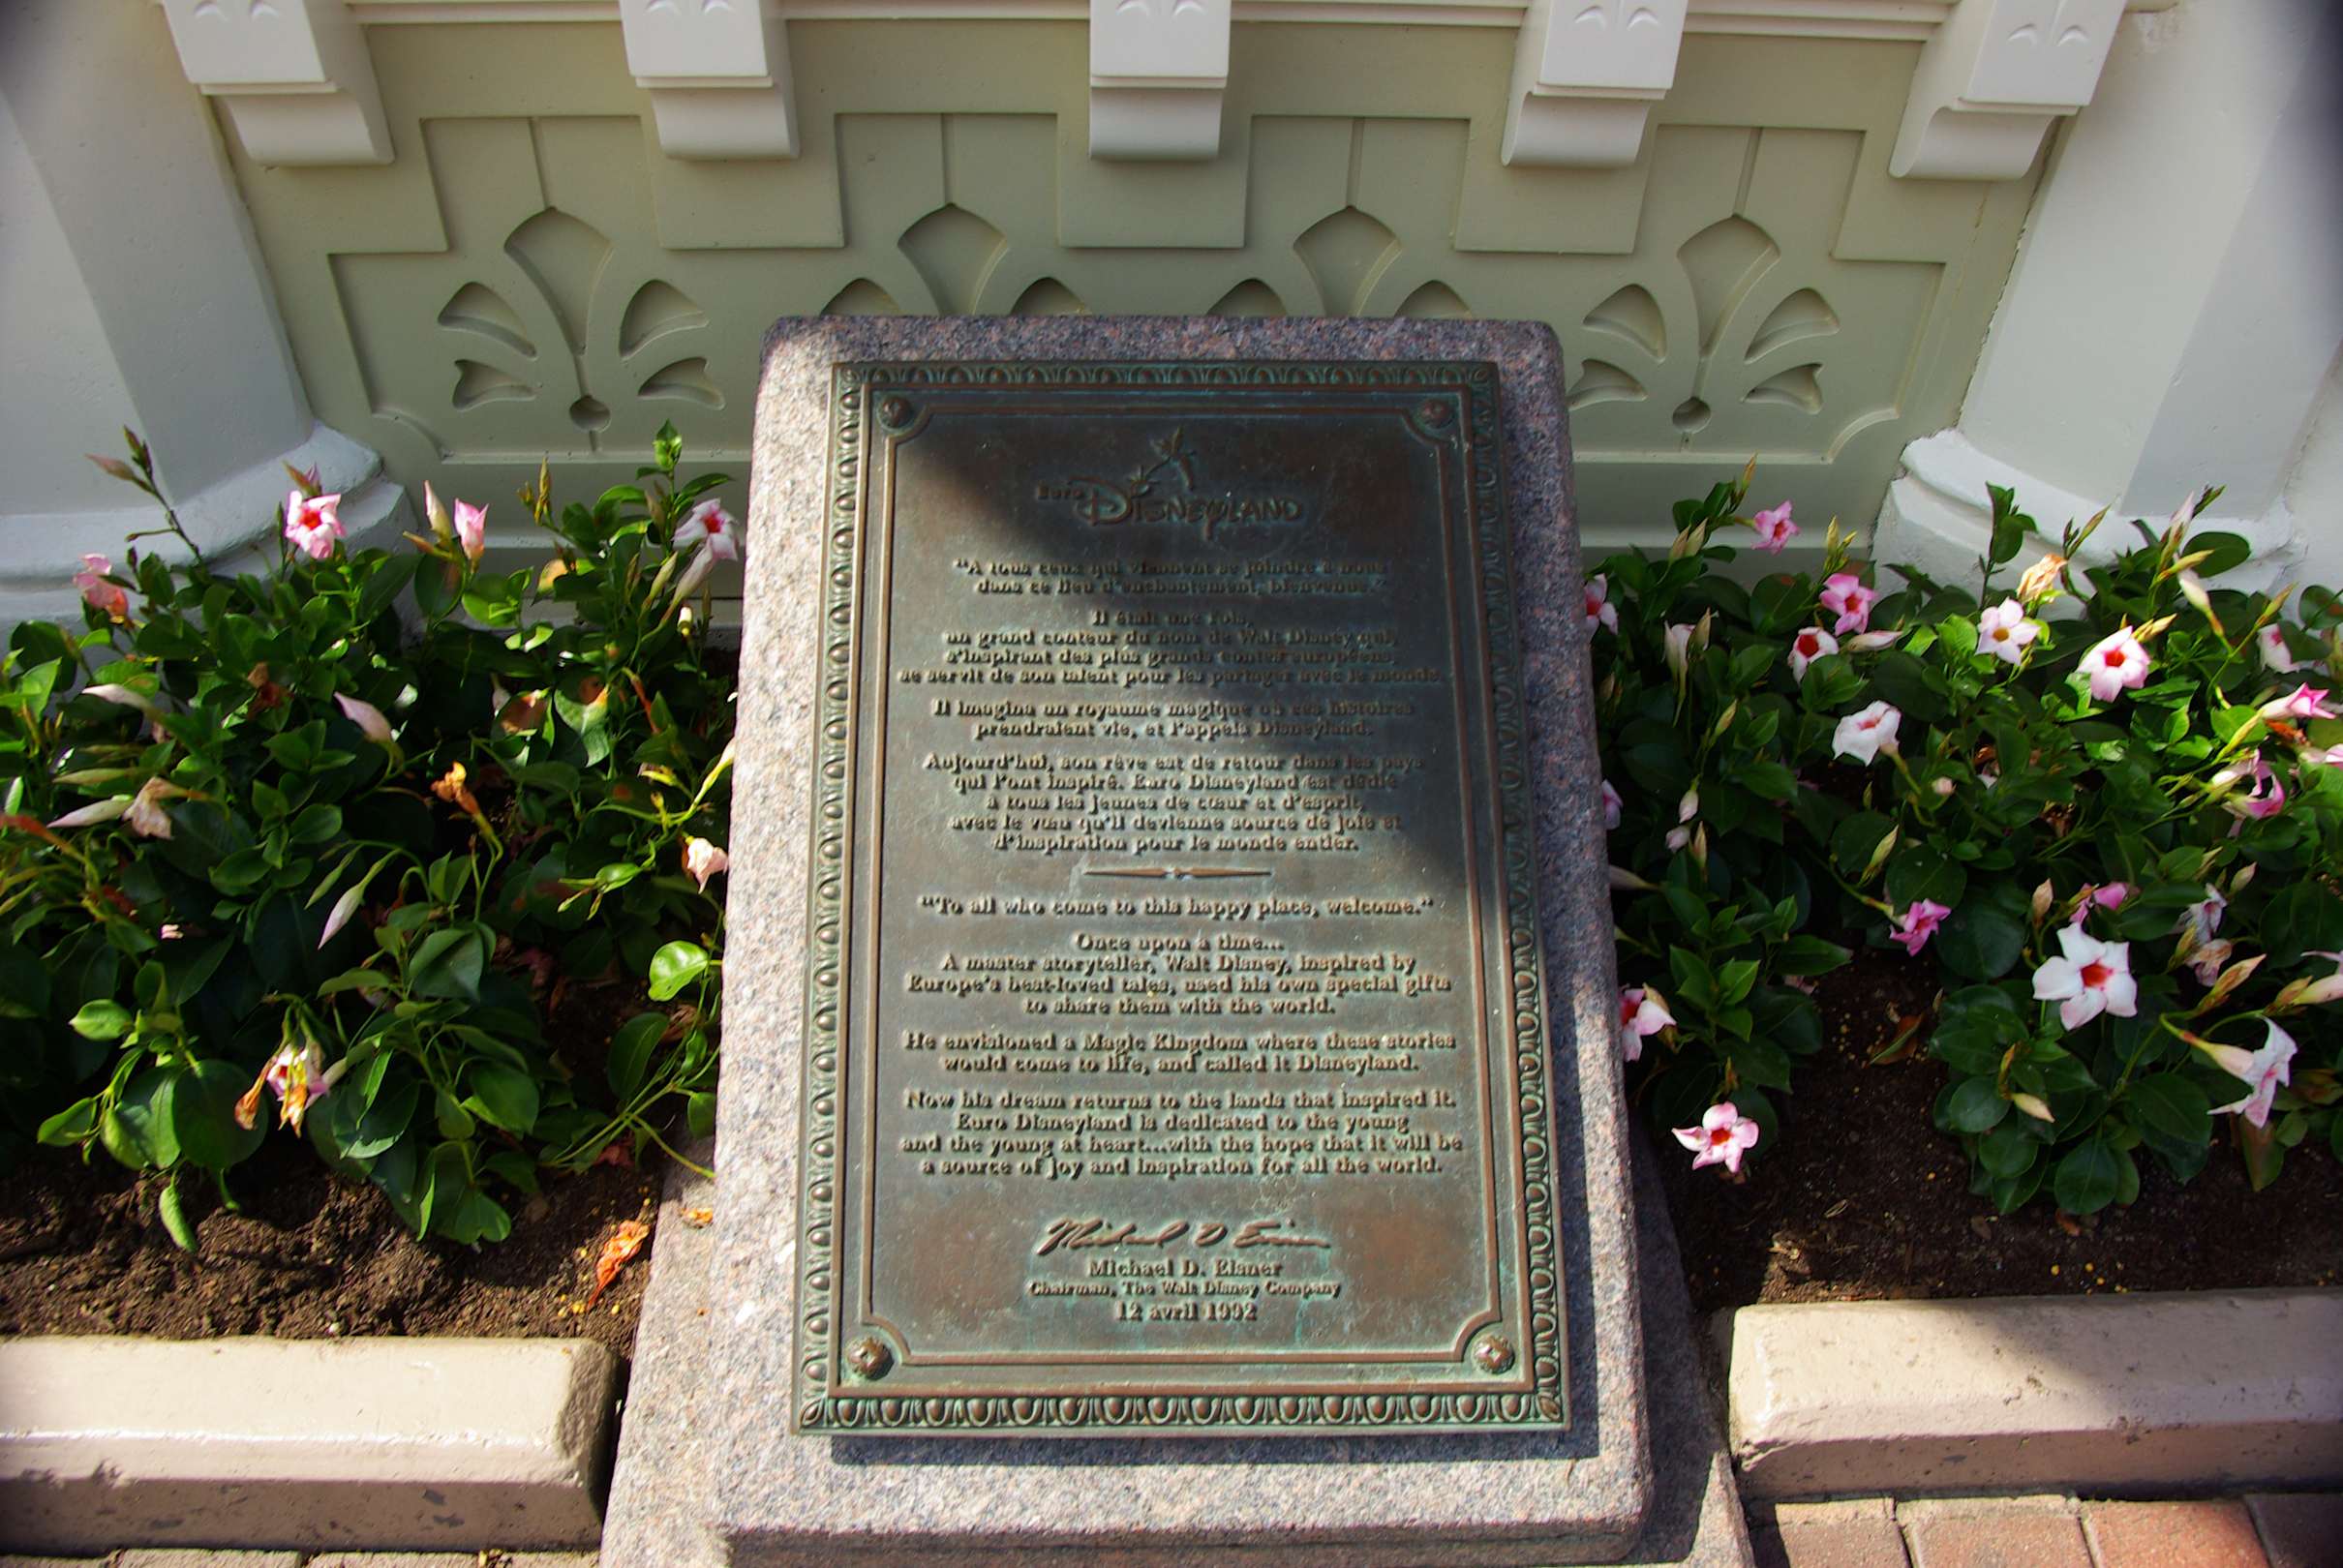 Euro Disneyland
"A tous ceux qui viennent se joindre à nous
dans ce lieu d'enchantement, bienvenue."
Il était une fois,
un grand conteur du nom de Walt Disney qui,
s'inspirant des plus grands contes européens,
se servit de son talent pour les partager avec le monde.
Il imagina un royaume magique où ces histoires
prendraient vie, et l'appela Disneyland.
Aujourd'hui, son rêve est de retour dans les pays
qui l'ont inspiré. Euro Disneyland est dédié
à tous les jeunes de cœur et d'esprit,
avec le vœu qu'il devienne source de joie et
d'inspiration pour le monde entier.
"To all who come to this happy place, welcome."
Once upon a time...
A master storyteller, Walt Disney, inspired by
Europe's best-loved tales, used his own special gifts
to share them with the world.
He envisioned a Magic Kingdom where these stories
would come to life, and called it Disneyland.
Now his dream returns to the lands that inspired it.
Euro Disneyland is dedicated to the young
and the young at heart...with the hope that it will be
a source of joy and inspiration for all the world.
Michael D Eisner
Michael D. Eisner
Chairman, The Walt Disney Company
12 avril 1992